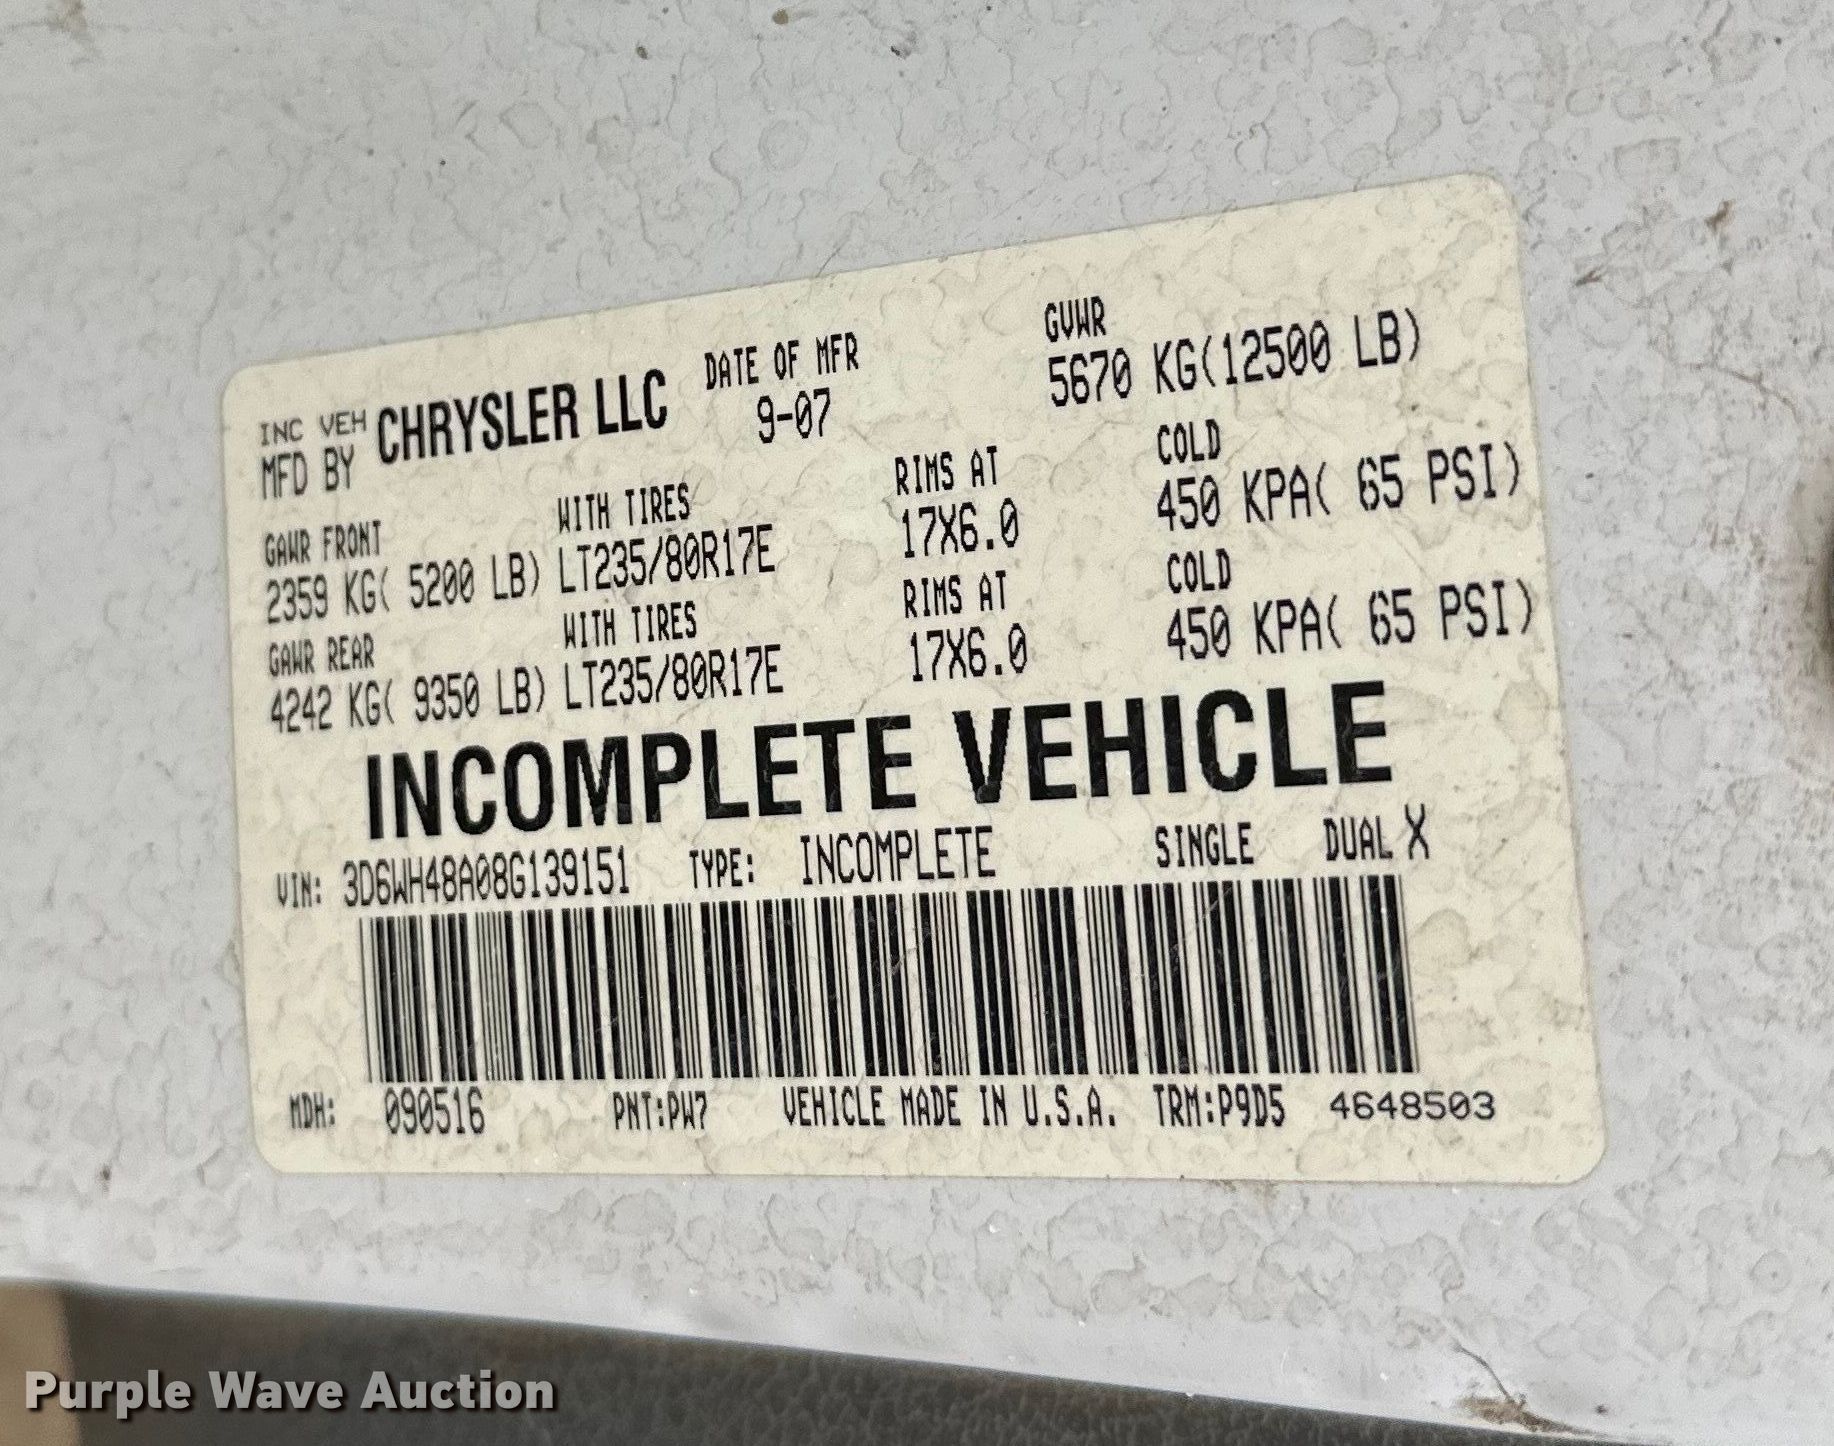 INC VEH
MFD BY CHRYSLER LLC
DATE OF MFR
9-07
GVWR
5670 KG(12500 LB)
GAWR FRONT WITH TIRES RIMS AT COLD
2359 KG( 5200 LB) LT235/80R17E 17X6.0 450 KPA( 65 PSI)
GAWR REAR WITH TIRES RIMS AT COLD
4242 KG( 9350 LB) LT235/80R17E 17X6.0 450 KPA( 65 PSI)
INCOMPLETE VEHICLE
VIN: 3D6WH48A08G139151 TYPE: INCOMPLETE SINGLE DUAL X
MDH: 090516 PNT:PW7 VEHICLE MADE IN U.S.A. TRM:P9D5 4648503
Purple Wave Auction